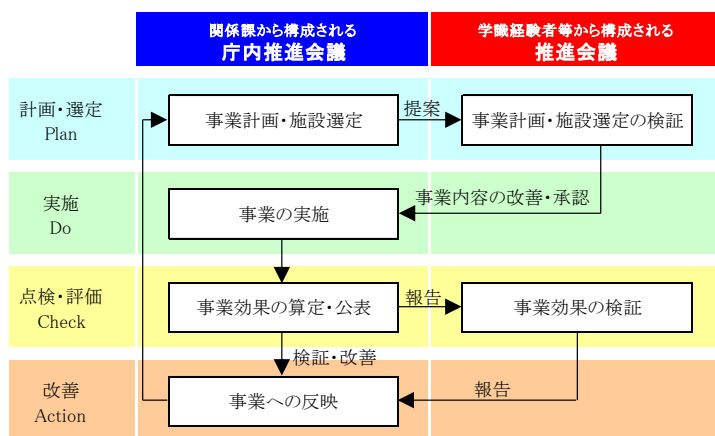 関係課から構成される
庁内推進会議
学識経験者等から構成される
推進会議
計画・選定
Plan
事業計画・施設選定
提案
事業計画・施設選定の検証
実施
Do
事業の実施
事業内容の改善・承認
点検・評価
Check
事業効果の算定・公表
報告
事業効果の検証
検証・改善
改善
Action
事業への反映
報告